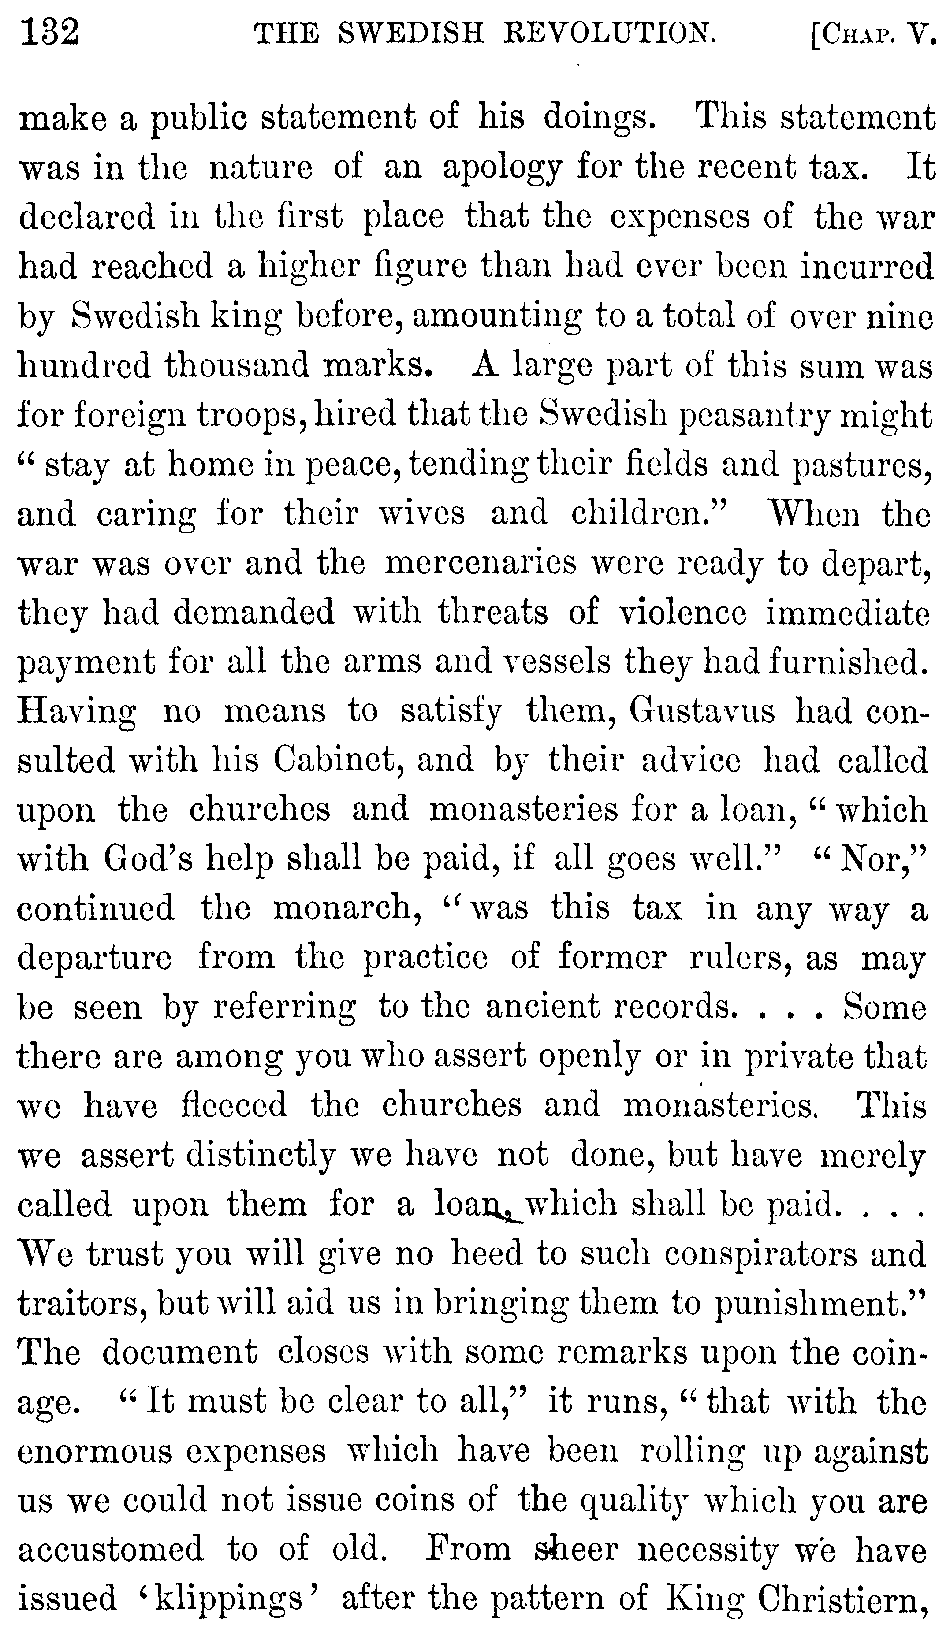 132 THE SWEDISH REVOLUTION. [CHAP. V.
make a public statement of his doings. This statement
was in the nature of an apology for the recent tax. It
declared in the first place that the expenses of the war
had reached a higher figure than had ever been incurred
by Swedish king before, amounting to a total of over nine
hundred thousand marks. A large part of this sum was
for foreign troops, hired that the Swedish peasantry might
“ stay at home in peace, tending their fields and pastures,
and caring for their wives and children.” When the
war was over and the mercenaries were ready to depart,
they had demanded with threats of violence immediate
payment for all the arms and vessels they had furnished.
Having no means to satisfy them, Gustavus had con-
sulted with his Cabinet, and by their advice had called
upon the churches and monasteries for a loan, “ which
with God’s help shall be paid, if all goes well.” “ Nor,”
continued the monarch, “ was this tax in any way a
departure from the practice of former rulers, as may
be seen by referring to the ancient records. . . . Some
there are among you who assert openly or in private that
we have fleeced the churches and monasteries. This
we assert distinctly we have not done, but have merely
called upon them for a loan, which shall be paid. . . .
We trust you will give no heed to such conspirators and
traitors, but will aid us in bringing them to punishment.”
The document closes with some remarks upon the coin-
age. “ It must be clear to all,” it runs, “ that with the
enormous expenses which have been rolling up against
us we could not issue coins of the quality which you are
accustomed to of old. From sheer necessity we have
issued ‘ klippings ’ after the pattern of King Christiern,